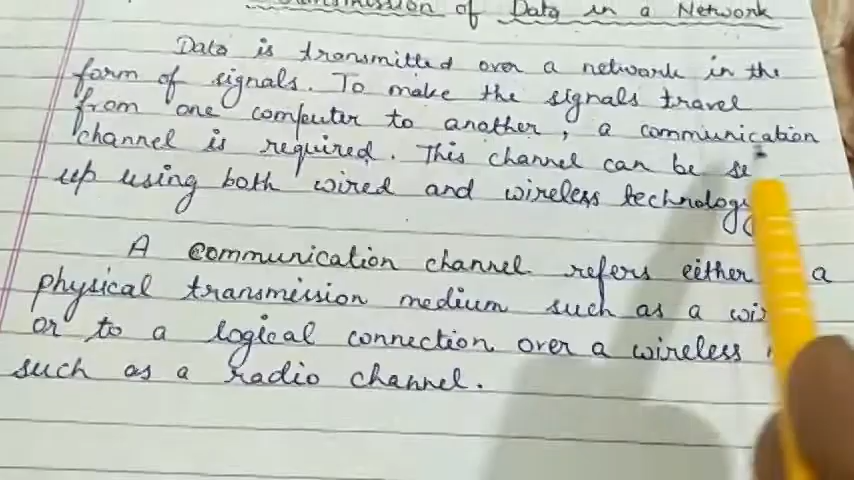 of Data in a Network
Data is transmitted over a network in the
form of signals. To make the signals travel
from one computer to another, a communication
channel is required. This channel can be
up using both wired and wireless technology
A communication channel refers either a
physical transmission medium such as a
or to a logical connection over a wireless
such as a radio channel.